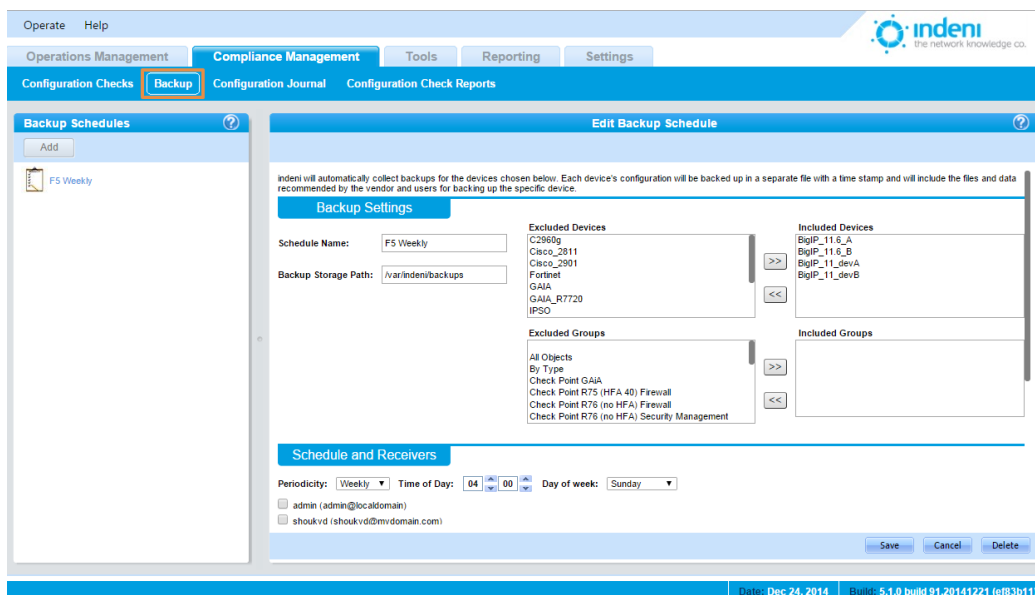 Operate Help
indeni
the network knowledge co.
Operations Management Compliance Management Tools Reporting Settings
Configuration Checks Backup Configuration Journal Configuration Check Reports
Backup Schedules ?
Add
F5 Weekly
Edit Backup Schedule ?
indeni will automatically collect backups for the devices chosen below. Each device's configuration will be backed up in a separate file with a time stamp and will include the files and data
recommended by the vendor and users for backing up the specific device.
Backup Settings
Schedule Name: F5 Weekly
Backup Storage Path: /var/indeni/backups
Excluded Devices
C2960g
Cisco_2811
Cisco_2901
Fortinet
GAIA
GAIA_R7720
IPSO
>>
<<
Included Devices
BigIP_11.6_A
BigIP_11.6_B
BigIP_11_devA
BigIP_11_devB
Excluded Groups
All Objects
By Type
Check Point GAiA
Check Point R75 (HFA 40) Firewall
Check Point R76 (no HFA) Firewall
Check Point R76 (no HFA) Security Management
>>
<<
Included Groups
Schedule and Receivers
Periodicity: Weekly Time of Day: 04 00 Day of week: Sunday
admin (admin@localdomain)
shoukyd (shoukyd@mydomain.com)
Save Cancel Delete
Date: Dec 24, 2014 Build: 5.1.0 build 91.20141221 (ef83b11